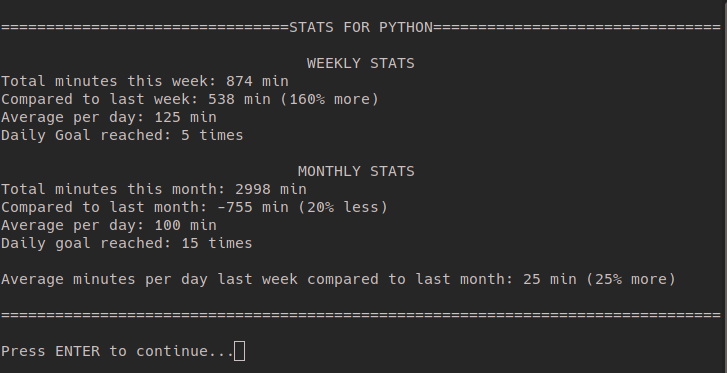 ================================STATS FOR PYTHON================================
WEEKLY STATS
Total minutes this week: 874 min
Compared to last week: 538 min (160% more)
Average per day: 125 min
Daily Goal reached: 5 times
MONTHLY STATS
Total minutes this month: 2998 min
Compared to last month: -755 min (20% less)
Average per day: 100 min
Daily goal reached: 15 times
Average minutes per day last week compared to last month: 25 min (25% more)
================================================================================
Press ENTER to continue...